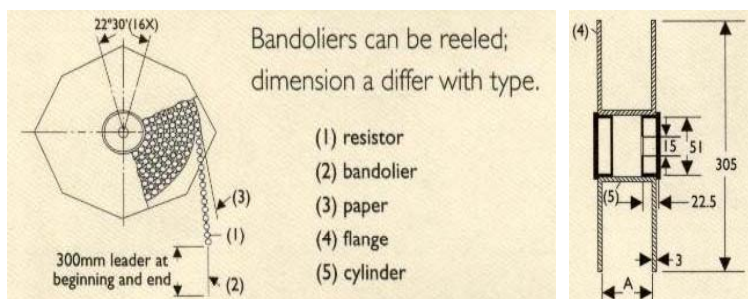 22°30'(16X)
Bandoliers can be reeled;
dimension a differ with type.
(1) resistor
(2) bandolier
(3) paper
(4) flange
(5) cylinder
(3)
(1)
300mm leader at
beginning and end
(2)
(4)
15
51
305
(5)
22.5
3
A